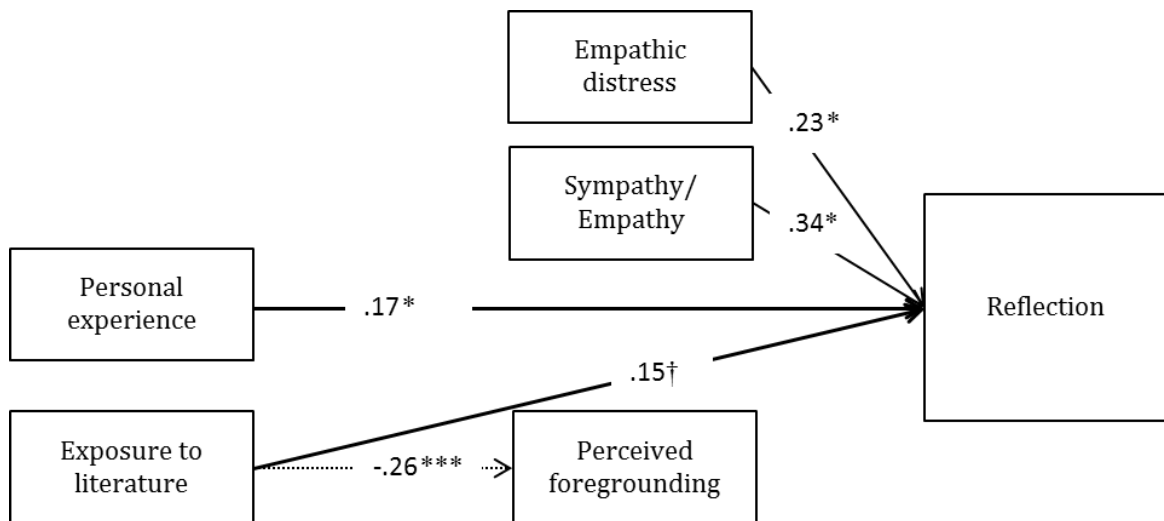 Empathic
distress
.23*
Sympathy/
Empathy
.34*
Personal
experience
.17*
Reflection
.15†
Exposure to
literature
-.26***
Perceived
foregrounding